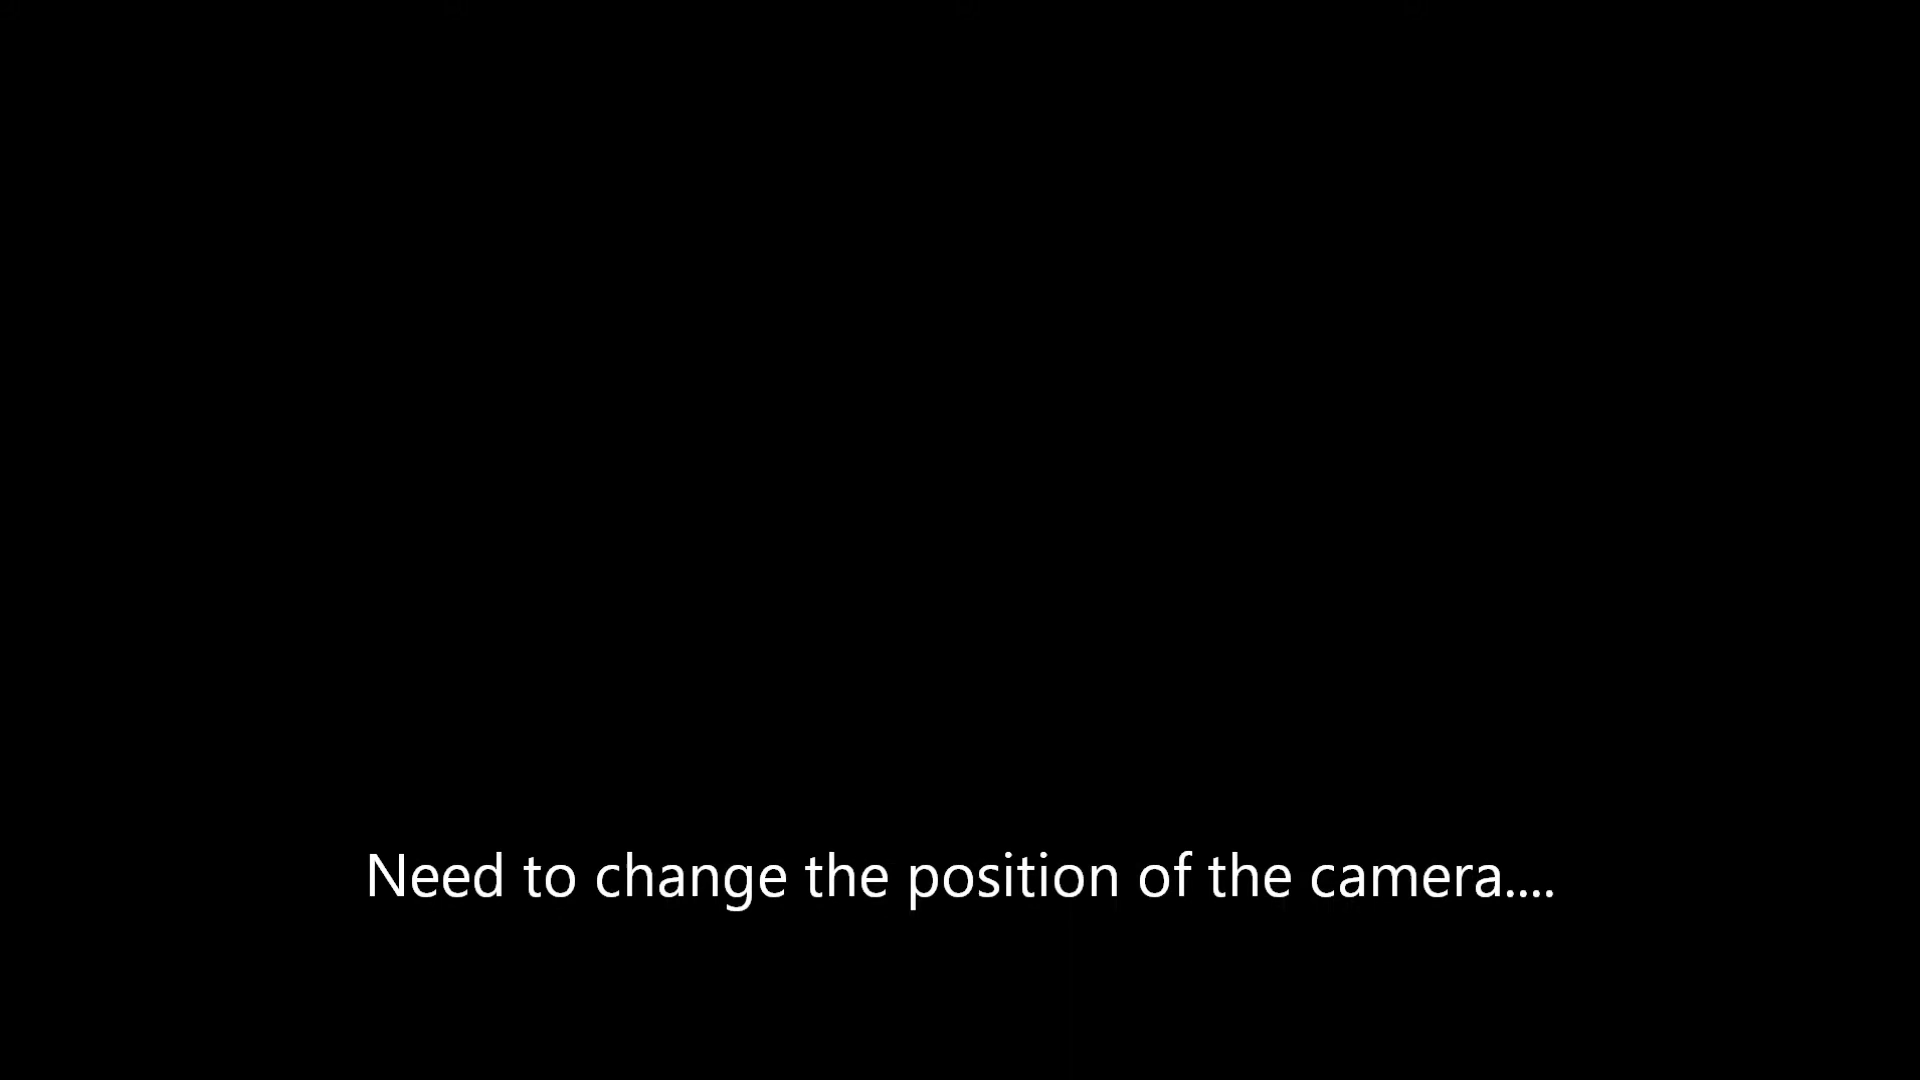 Need to change the position of the camera....